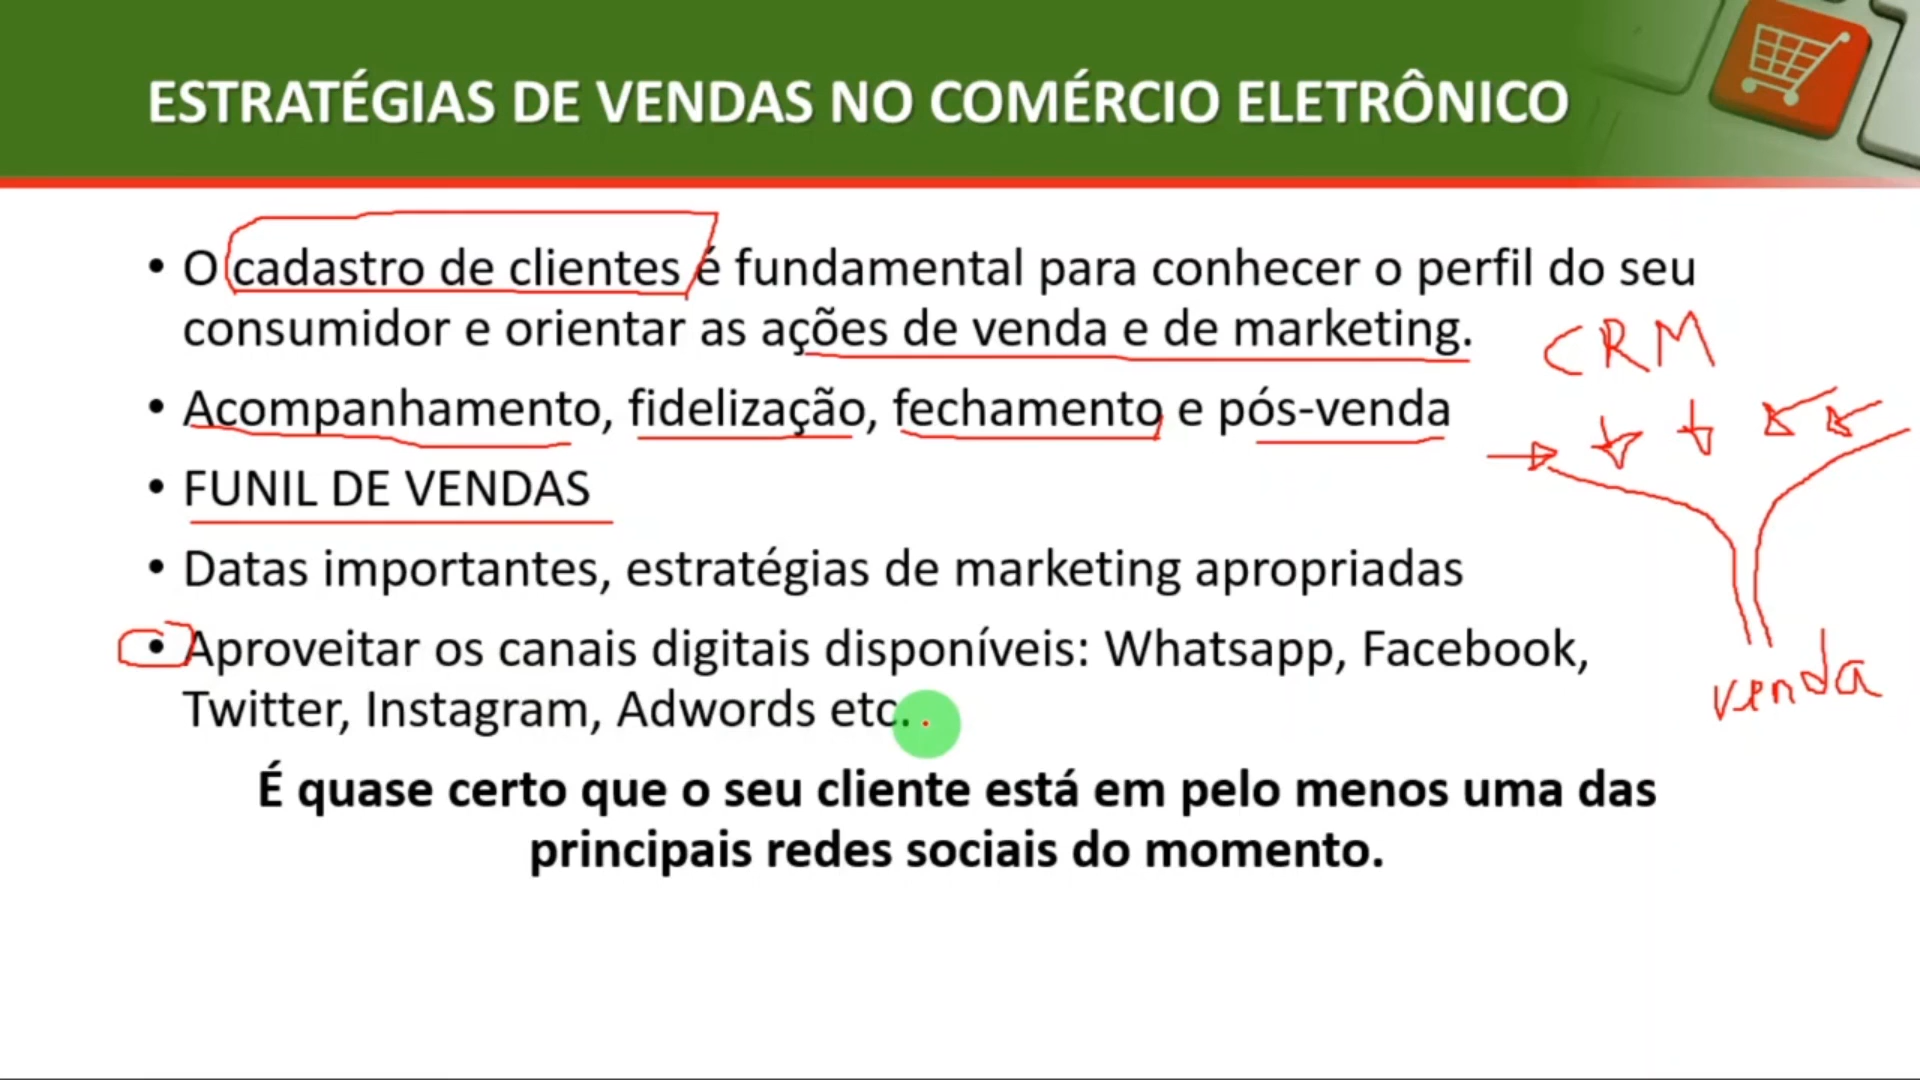 ESTRATÉGIAS DE VENDAS NO COMÉRCIO ELETRÔNICO
• O cadastro de clientes é fundamental para conhecer o perfil do seu
consumidor e orientar as ações de venda e de marketing.
CRM
• Acompanhamento, fidelização, fechamento e pós-venda
• FUNIL DE VENDAS
• Datas importantes, estratégias de marketing apropriadas
• Aproveitar os canais digitais disponíveis: Whatsapp, Facebook,
Twitter, Instagram, Adwords etc.
venda
É quase certo que o seu cliente está em pelo menos uma das
principais redes sociais do momento.